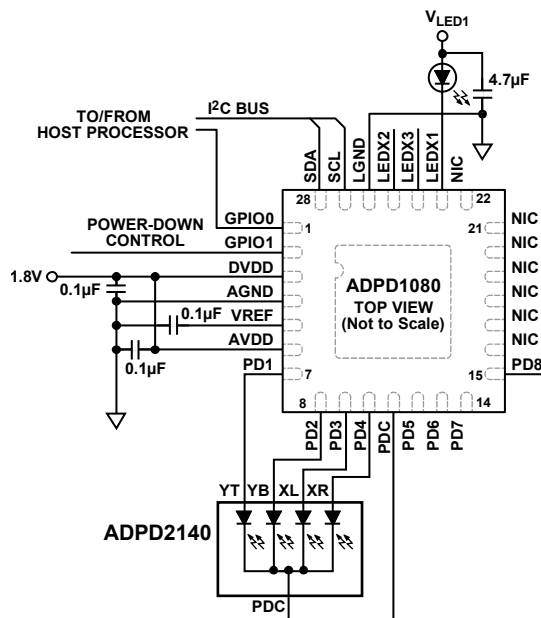 VLED1
4.7µF
I²C BUS
TO/FROM
HOST PROCESSOR
SDA
SCL
LGND
LEDX2
LEDX3
LEDX1
NIC
28
22
GPIO0
1
21
NIC
POWER-DOWN
CONTROL
GPIO1
NIC
1.8V
DVDD
NIC
0.1µF
AGND
NIC
0.1µF
VREF
NIC
AVDD
NIC
0.1µF
PD1
7
15
PD8
ADPD1080
TOP VIEW
(Not to Scale)
8
14
PD2
PD3
PD4
PDC
PD5
PD6
PD7
YT YB XL XR
ADPD2140
PDC